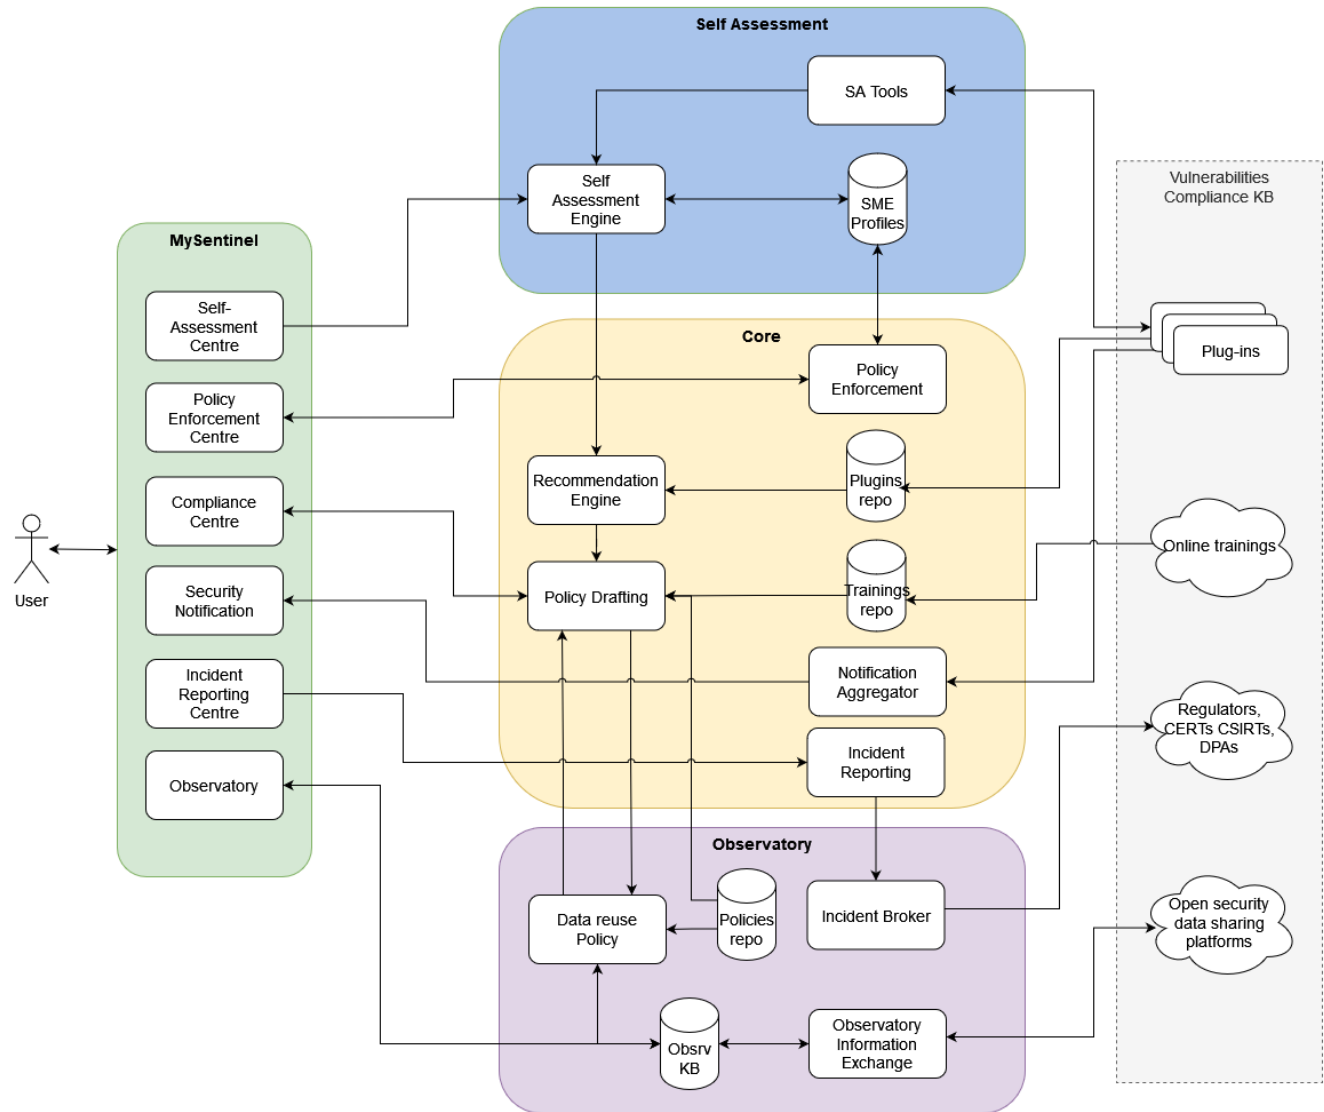 Self Assessment
SA Tools
Self
Assessment
Engine
SME
Profiles
Vulnerabilities
Compliance KB
MySentinel
Self-
Assessment
Centre
Policy
Enforcement
Centre
Compliance
Centre
Security
Notification
Incident
Reporting
Centre
Observatory
User
Core
Policy
Enforcement
Recommendation
Engine
Plugins
repo
Policy Drafting
Trainings
repo
Notification
Aggregator
Incident
Reporting
Plug-ins
Online trainings
Regulators,
CERTs CSIRTs,
DPAs
Open security
data sharing
platforms
Observatory
Data reuse
Policy
Policies
repo
Incident Broker
Obsrv
KB
Observatory
Information
Exchange